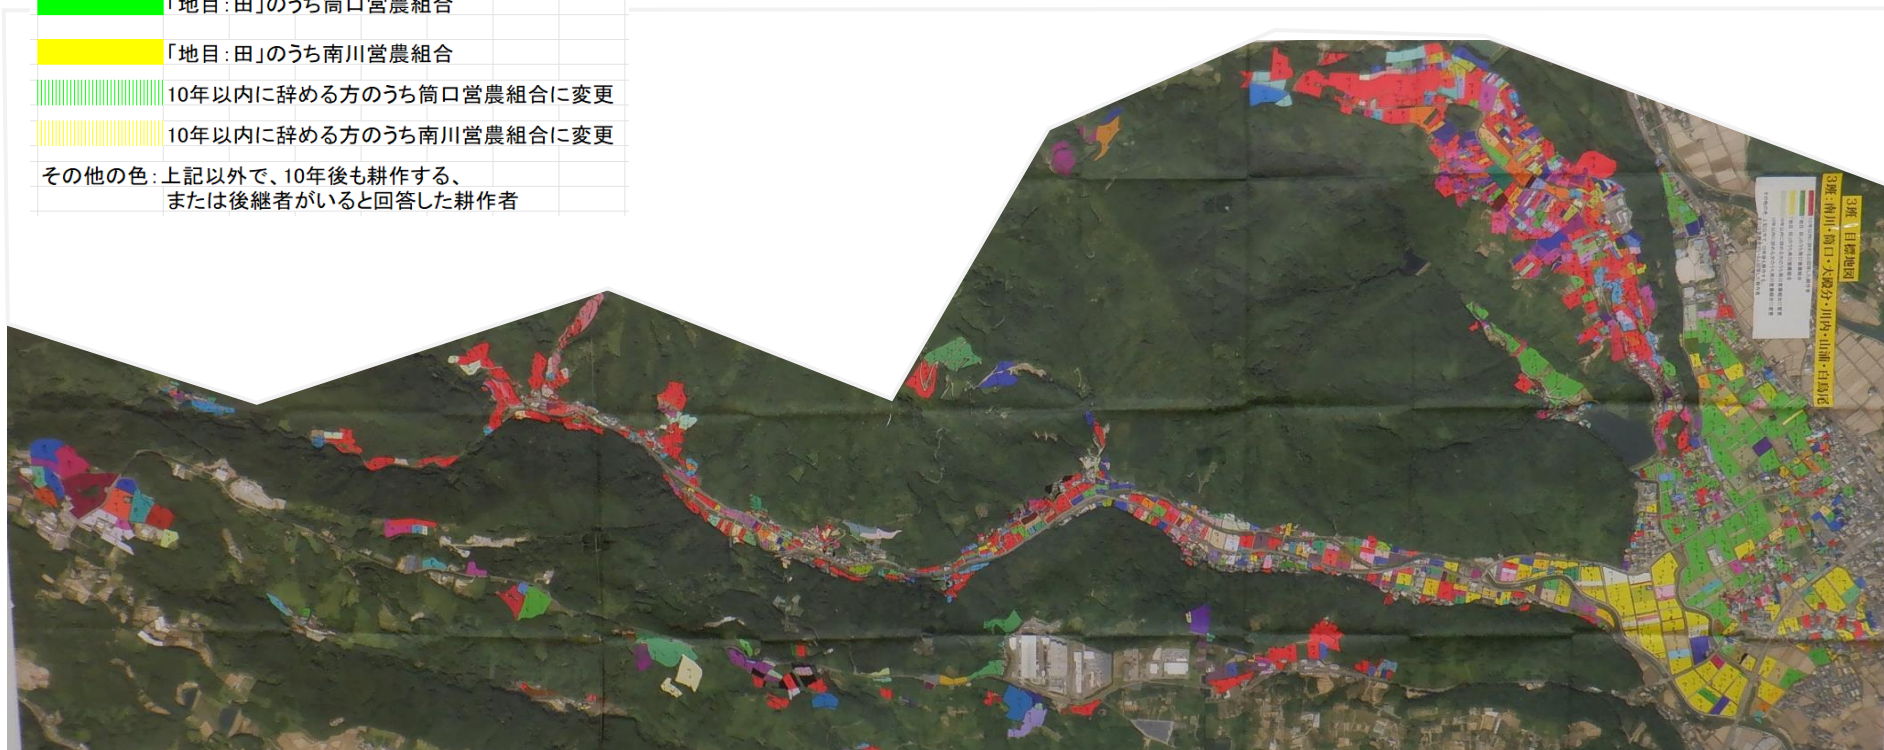 「地目:田」のうち筒口営農組合
「地目:田」のうち南川営農組合
10年以内に辞める方のうち筒口営農組合に変更
10年以内に辞める方のうち南川営農組合に変更
その他の色:上記以外で、10年後も耕作する、
または後継者がいると回答した耕作者
3班 目標地図
3班:南川・筒口・大殿分・川内・山浦・白鳥尾